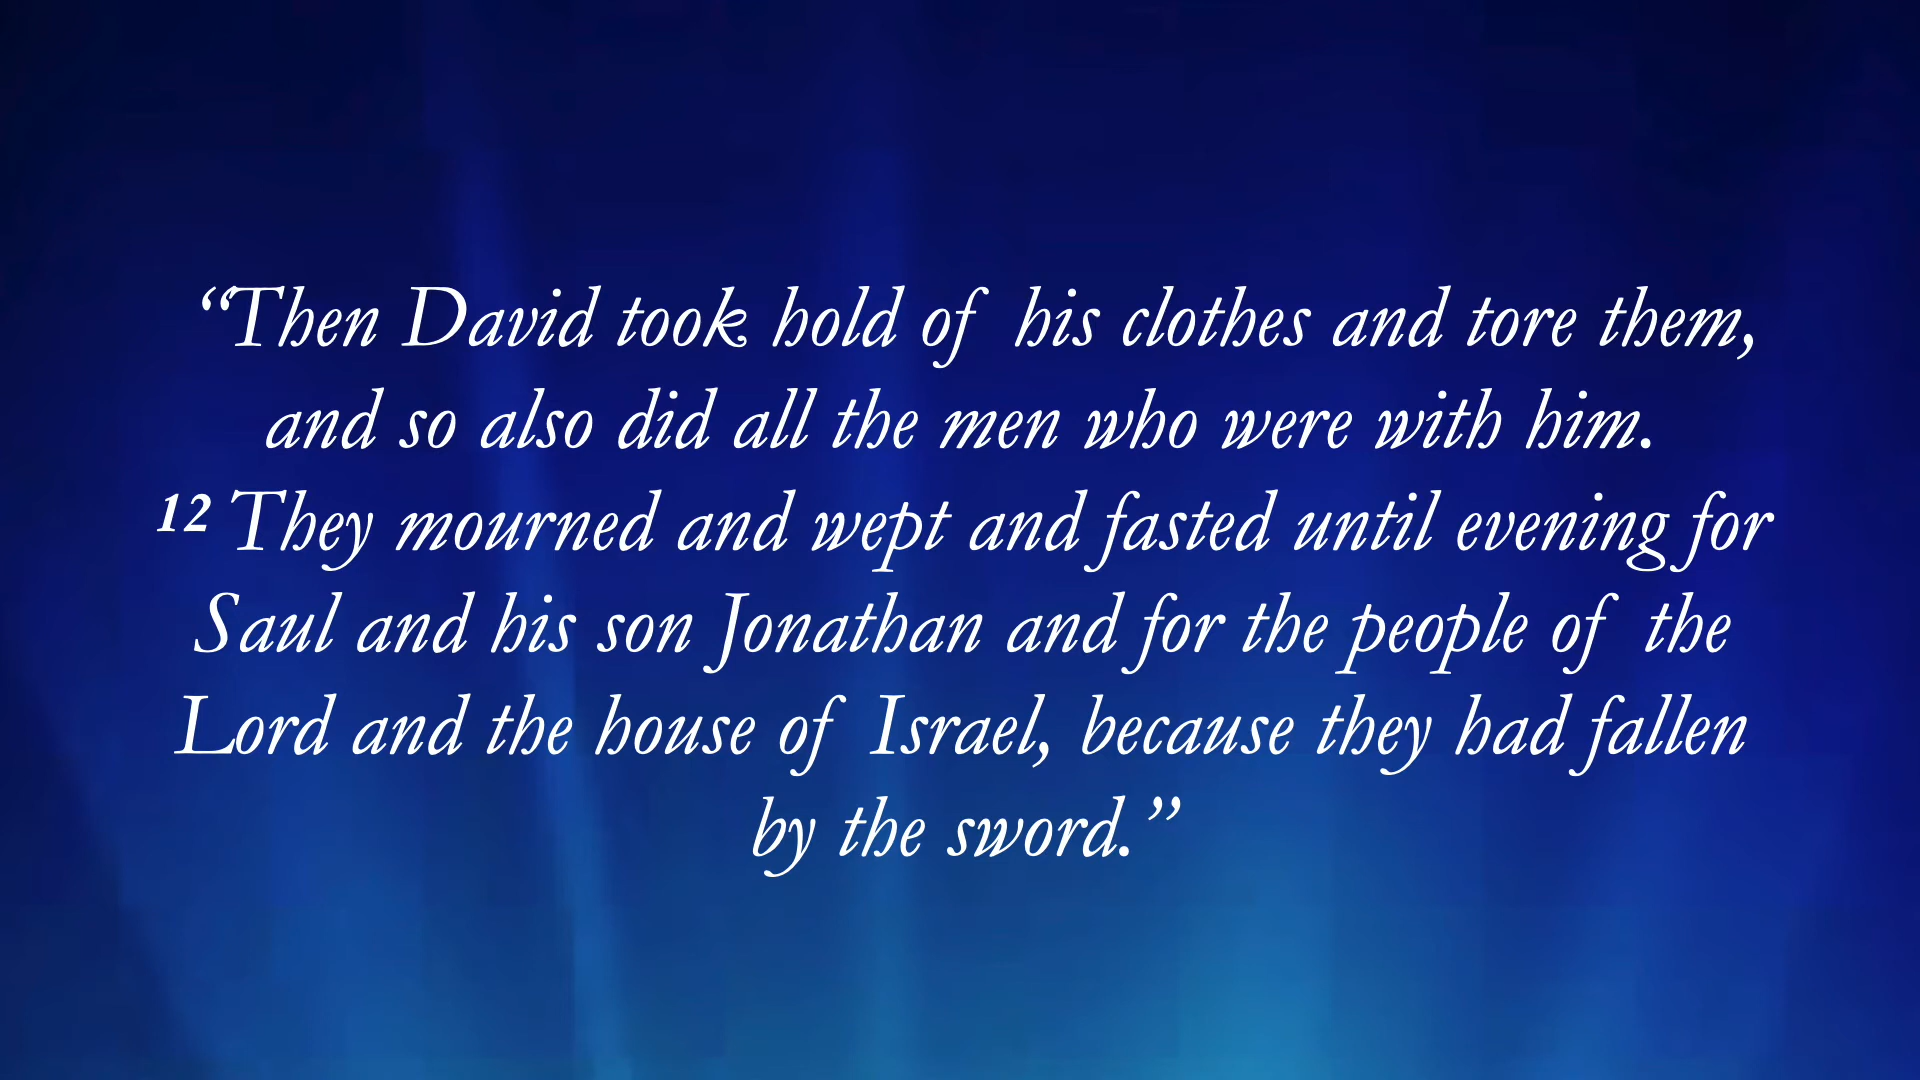 “Then David took hold of his clothes and tore them,
and so also did all the men who were with him.
12 They mourned and wept and fasted until evening for
Saul and his son Jonathan and for the people of the
Lord and the house of Israel, because they had fallen
by the sword.”